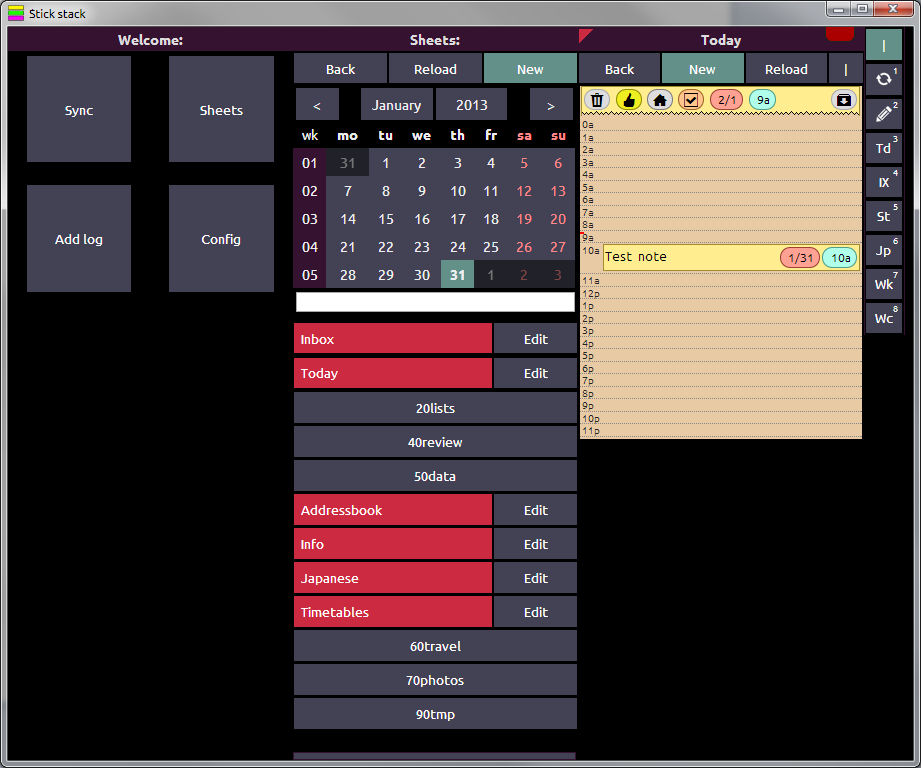 Stick stack
Welcome:
Sync
Sheets
Add log
Config
Sheets:
Back Reload New
< January 2013 >
wk mo tu we th fr sa su
01 31 1 2 3 4 5 6
02 7 8 9 10 11 12 13
03 14 15 16 17 18 19 20
04 21 22 23 24 25 26 27
05 28 29 30 31 1 2 3
Inbox Edit
Today Edit
20lists
40review
50data
Addressbook Edit
Info Edit
Japanese Edit
Timetables Edit
60travel
70photos
90tmp
Today
Back New Reload |
2/1 9a
0a
1a
2a
3a
4a
5a
6a
7a
8a
9a
10a Test note 1/31 10a
11a
12p
1p
2p
3p
4p
5p
6p
7p
8p
9p
10p
11p
|
1
2
Td 3
IX 4
St 5
Jp 6
Wk 7
Wc 8